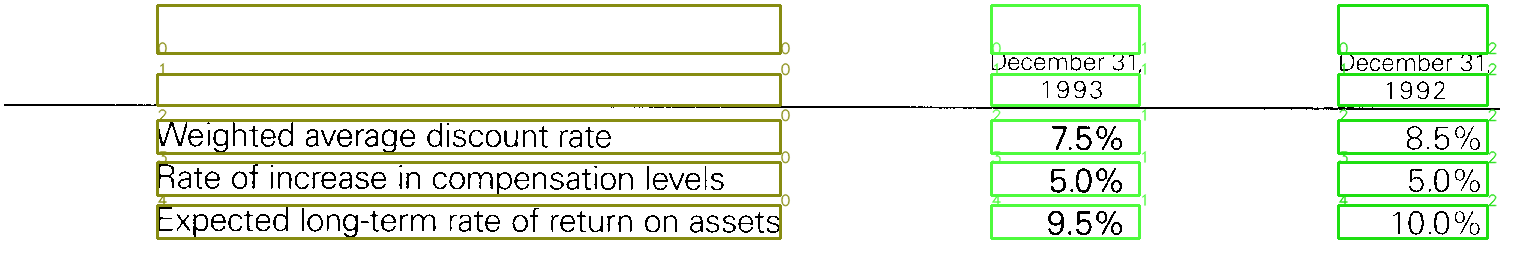 December 31, December 31,
1993 1992
Weighted average discount rate 7.5% 8.5%
Rate of increase in compensation levels 5.0% 5.0%
Expected long-term rate of return on assets 9.5% 10.0%